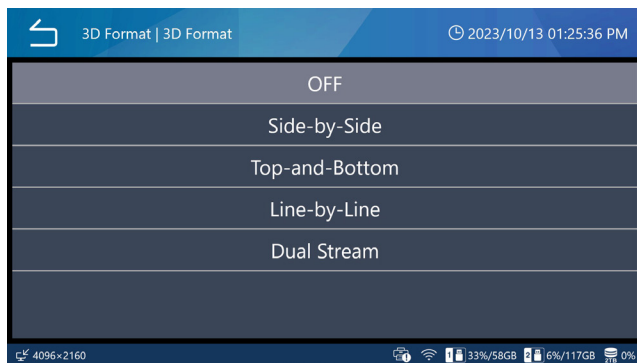 3D Format | 3D Format
2023/10/13 01:25:36 PM
OFF
Side-by-Side
Top-and-Bottom
Line-by-Line
Dual Stream
4096×2160 1 33%/58GB 2 6%/117GB 2TB 0%